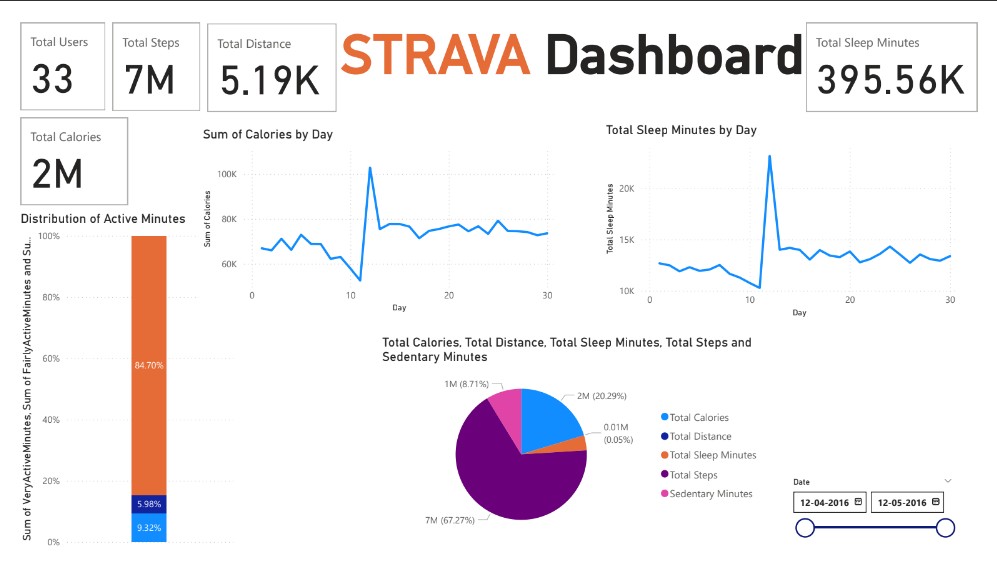 Total Users
33
Total Steps
7M
Total Distance
5.19K
STRAVA Dashboard
Total Sleep Minutes
395.56K
Total Calories
2M
Sum of Calories by Day
Sum of Calories
100K
80K
60K
0
10
20
30
Day
Total Sleep Minutes by Day
Total Sleep Minutes
20K
15K
10K
0
10
20
30
Day
Distribution of Active Minutes
Sum of VeryActiveMinutes, Sum of FairlyActiveMinutes and Su...
100%
80%
60%
40%
20%
0%
84.70%
5.98%
9.32%
Total Calories, Total Distance, Total Sleep Minutes, Total Steps and
Sedentary Minutes
1M (8.71%)
2M (20.29%)
0.01M
(0.05%)
7M (67.27%)
Total Calories
Total Distance
Total Sleep Minutes
Total Steps
Sedentary Minutes
Date
12-04-2016
12-05-2016